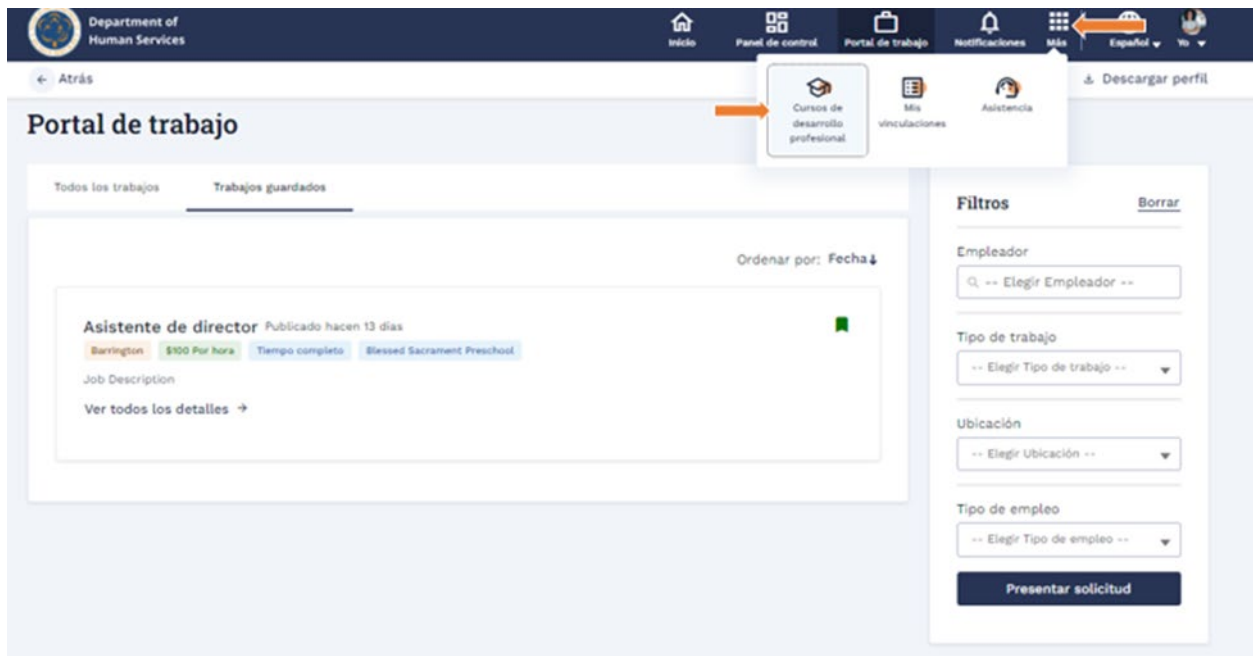 Department of
Human Services
Inicio
Panel de control
Portal de trabajo
Notificaciones
Más
Español
Yo
← Atrás
Descargar perfil
Cursos de
desarrollo
profesional
Mis
vinculaciones
Asistencia
Portal de trabajo
Todos los trabajos
Trabajos guardados
Ordenar por: Fecha↓
Asistente de director Publicado hacen 13 días
Barrington $100 Por hora Tiempo completo Blessed Sacrament Preschool
Job Description
Ver todos los detalles →
Filtros
Borrar
Empleador
-- Elegir Empleador --
Tipo de trabajo
-- Elegir Tipo de trabajo --
Ubicación
-- Elegir Ubicación --
Tipo de empleo
-- Elegir Tipo de empleo --
Presentar solicitud